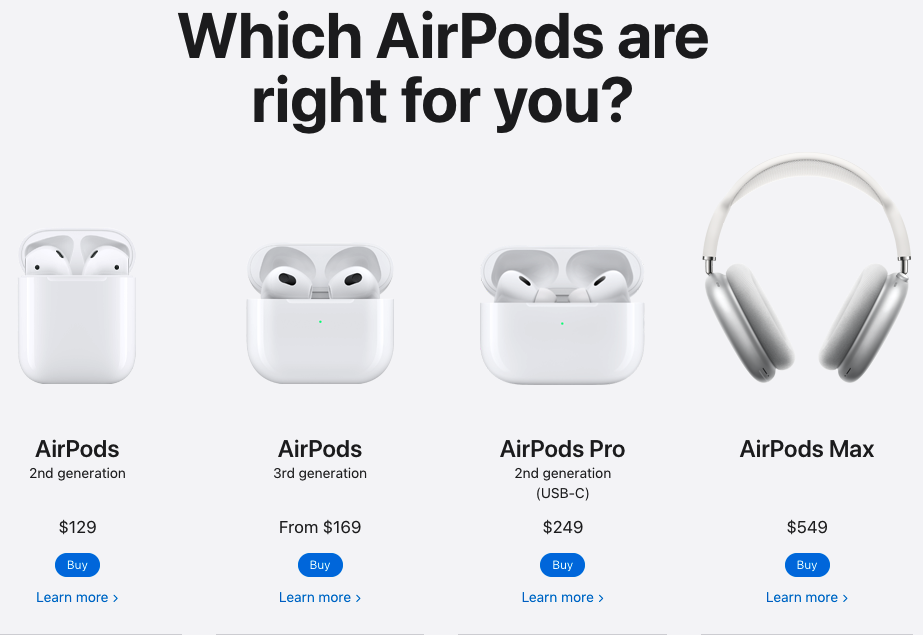 Which AirPods are
right for you?
AirPods
2nd generation
$129
Buy
Learn more >
AirPods
3rd generation
From $169
Buy
Learn more >
AirPods Pro
2nd generation
(USB-C)
$249
Buy
Learn more >
AirPods Max
$549
Buy
Learn more >